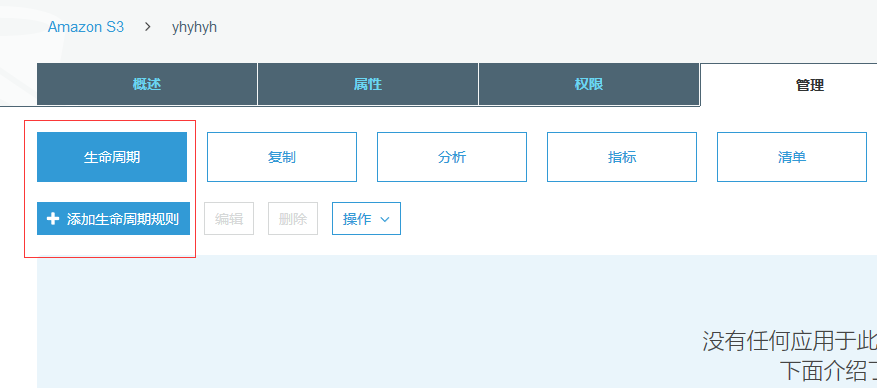 Amazon S3 > yhyhyh
概述 属性 权限 管理
生命周期 复制 分析 指标 清单
添加生命周期规则 编辑 删除 操作
没有任何应用于此
下面介绍了